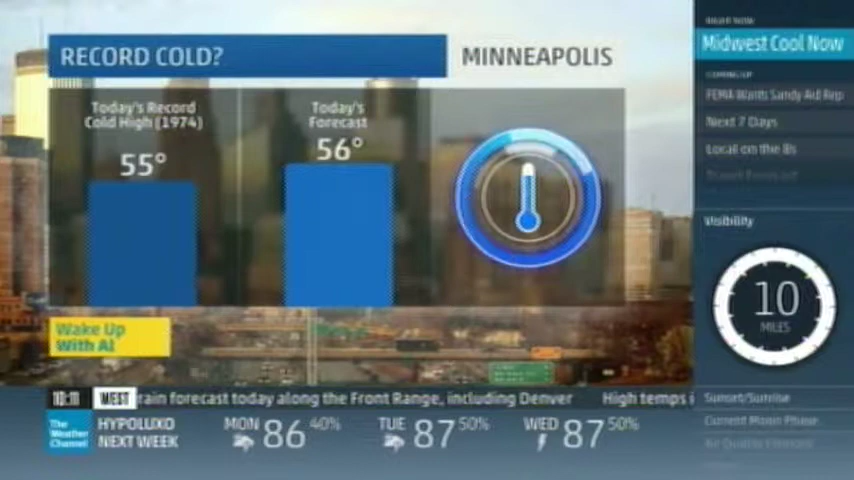 RIGHT NOW
Midwest Cool Now
COMING UP
FEMA Wants Sandy Aid Rep
Next 7 Days
Local on the 8s
RECORD COLD?
MINNEAPOLIS
Today's Record
Cold High (1974)
55°
Today's
Forecast
56°
Visibility
10
MILES
Wake Up
With Al
10:11
WEST
rain forecast today along the Front Range, including Denver
High temps i
Sunset/Sunrise
Current Moon Phase
The
Weather
Channel
HYPOLUXO
NEXT WEEK
MON 86 40%
TUE 87 50%
WED 87 50%